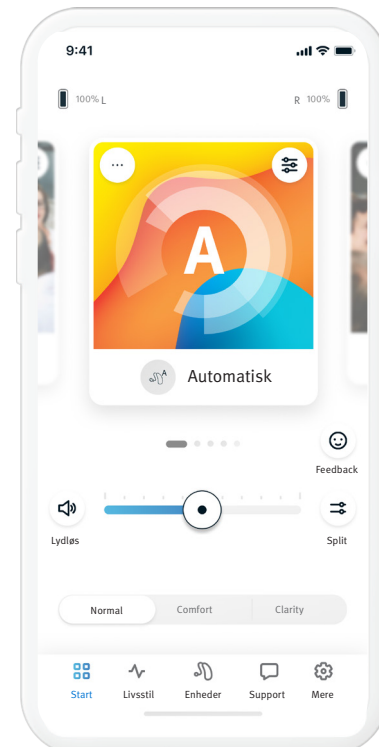 9:41
100% L
R 100%
A
A
Automatisk
Feedback
Lydløs
Split
Normal Comfort Clarity
Start Livsstil Enheder Support Mere